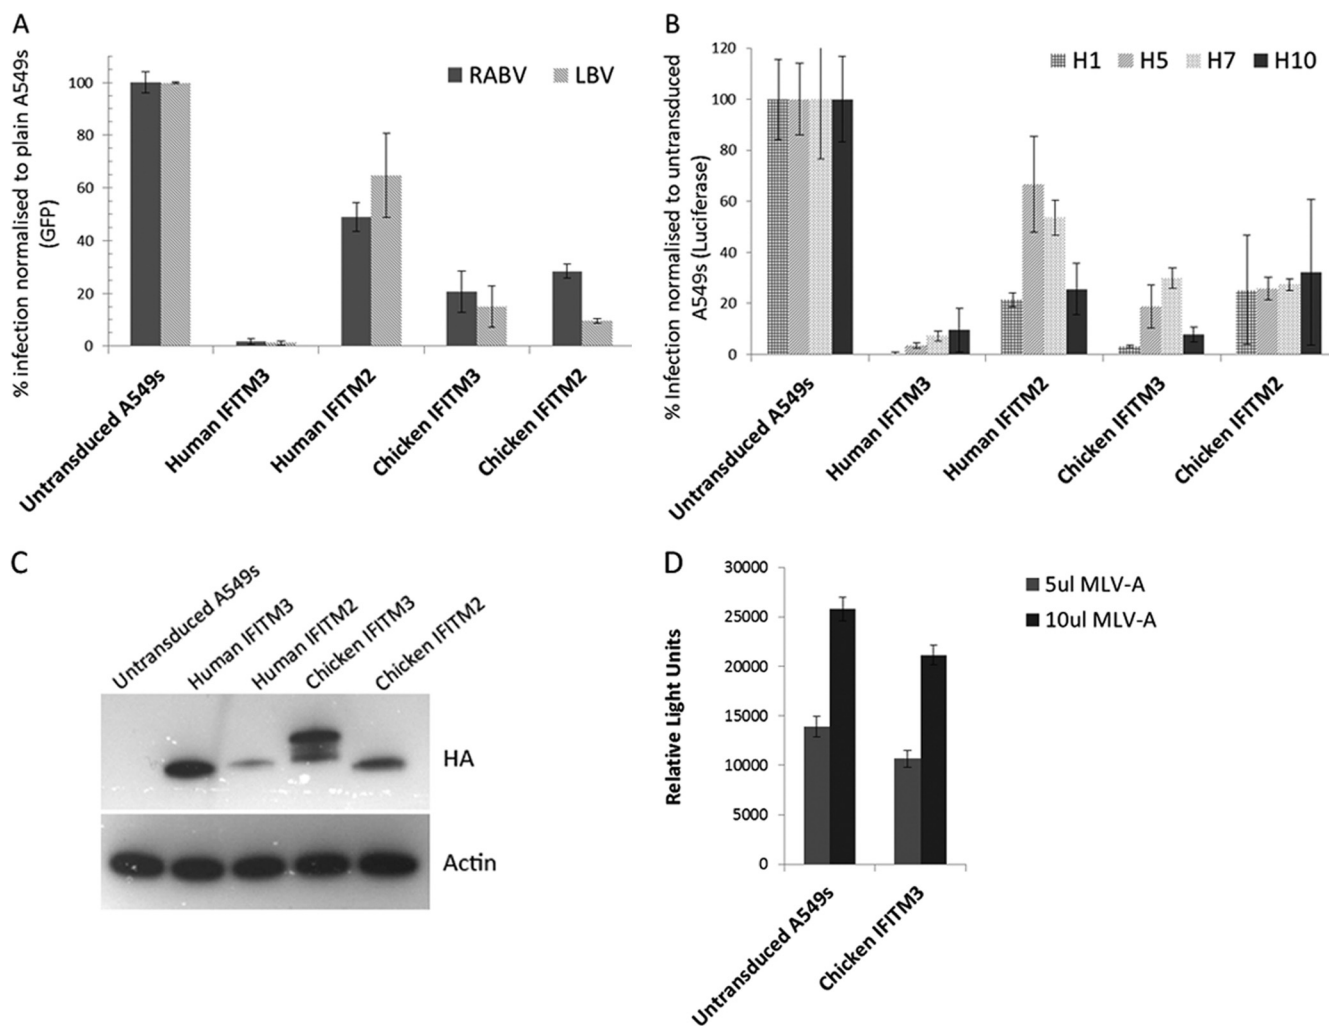 A
% infection normalised to plain A549s
(GFP)
100
80
60
40
20
0
RABV
LBV
Untransduced A549s
Human IFITM3
Human IFITM2
Chicken IFITM3
Chicken IFITM2
B
% Infection normalised to untransduced
A549s (Luciferase)
120
100
80
60
40
20
0
H1
H5
H7
H10
Untransduced A549s
Human IFITM3
Human IFITM2
Chicken IFITM3
Chicken IFITM2
C
Untransduced A549s
Human IFITM3
Human IFITM2
Chicken IFITM3
Chicken IFITM2
HA
Actin
D
Relative Light Units
30000
25000
20000
15000
10000
5000
0
5ul MLV-A
10ul MLV-A
Untransduced A549s
Chicken IFITM3